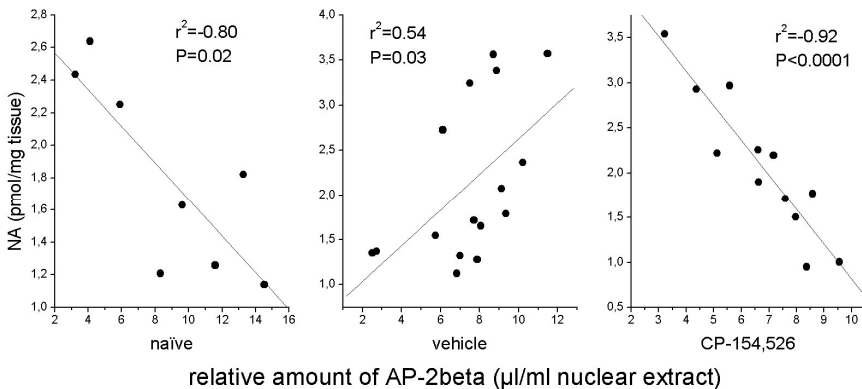 NA (pmol/mg tissue)
2,8
2,6
2,4
2,2
2,0
1,8
1,6
1,4
1,2
1,0
2 4 6 8 10 12 14 16
naïve
r²=-0.80
P=0.02
4,0
3,5
3,0
2,5
2,0
1,5
1,0
2 4 6 8 10 12
vehicle
r²=0.54
P=0.03
3,5
3,0
2,5
2,0
1,5
1,0
0,5
2 3 4 5 6 7 8 9 10
CP-154,526
r²=-0.92
P<0.0001
relative amount of AP-2beta (µl/ml nuclear extract)